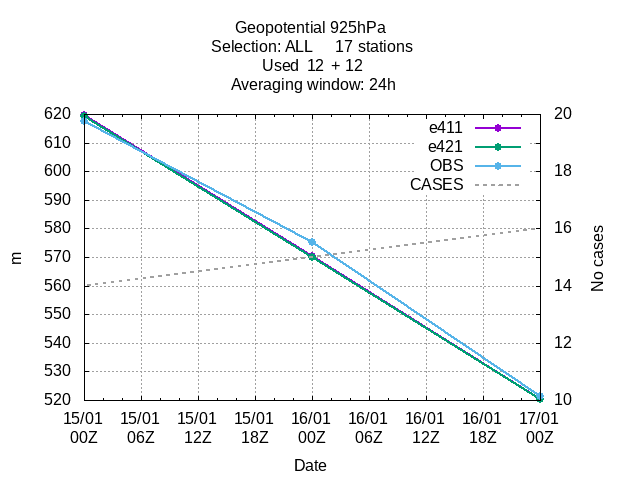 Geopotential 925hPa
Selection: ALL 17 stations
Used 12 + 12
Averaging window: 24h
620
610
600
590
580
570
560
550
540
530
520
m
20
18
16
14
12
10
No cases
e411
e421
OBS
CASES
15/01 15/01 15/01 15/01 16/01 16/01 16/01 16/01 17/01
00Z 06Z 12Z 18Z 00Z 06Z 12Z 18Z 00Z
Date